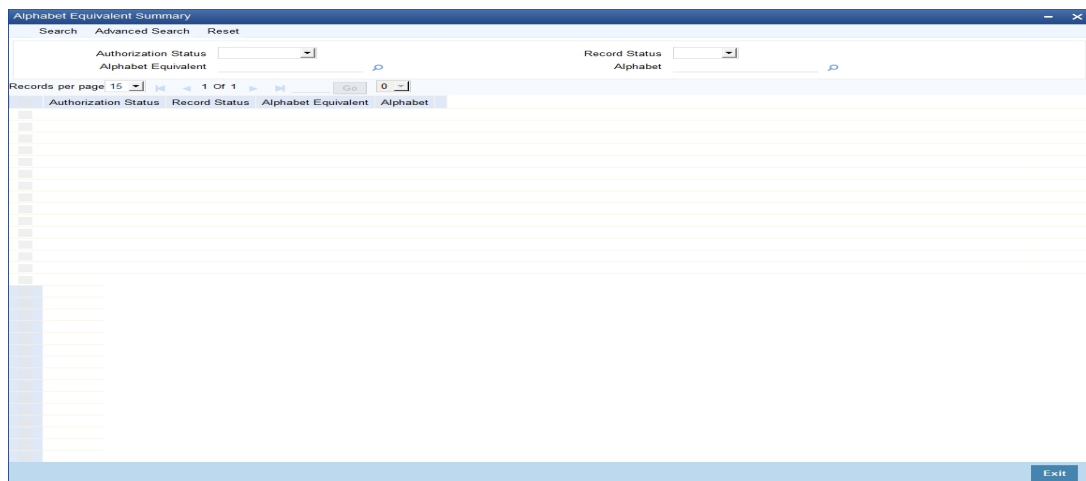 Alphabet Equivalent Summary
Search Advanced Search Reset
Authorization Status Record Status
Alphabet Equivalent Alphabet
Records per page 15 1 Of 1 Go 0
Authorization Status Record Status Alphabet Equivalent Alphabet
Exit